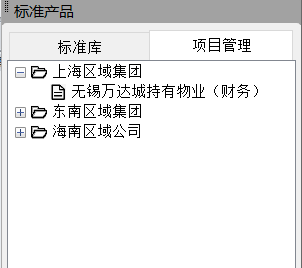 标准产品
标准库 项目管理
上海区域集团
无锡万达城持有物业（财务）
东南区域集团
海南区域公司